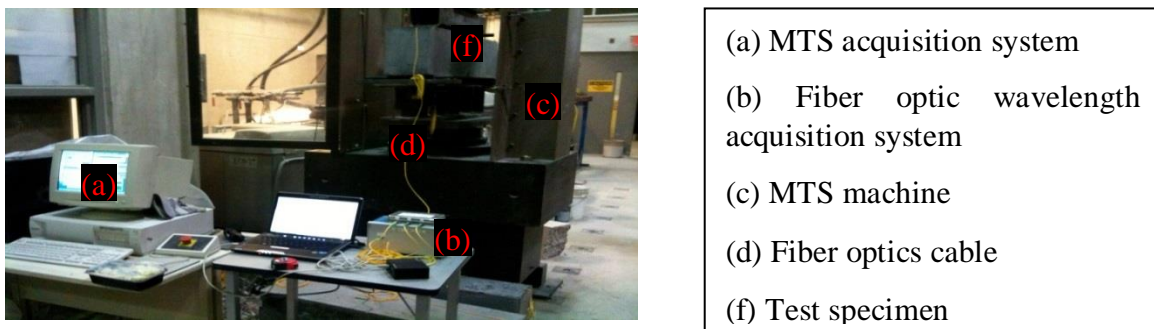 (f)
(c)
(d)
(a)
(b)
(a) MTS acquisition system
(b) Fiber optic wavelength
acquisition system
(c) MTS machine
(d) Fiber optics cable
(f) Test specimen